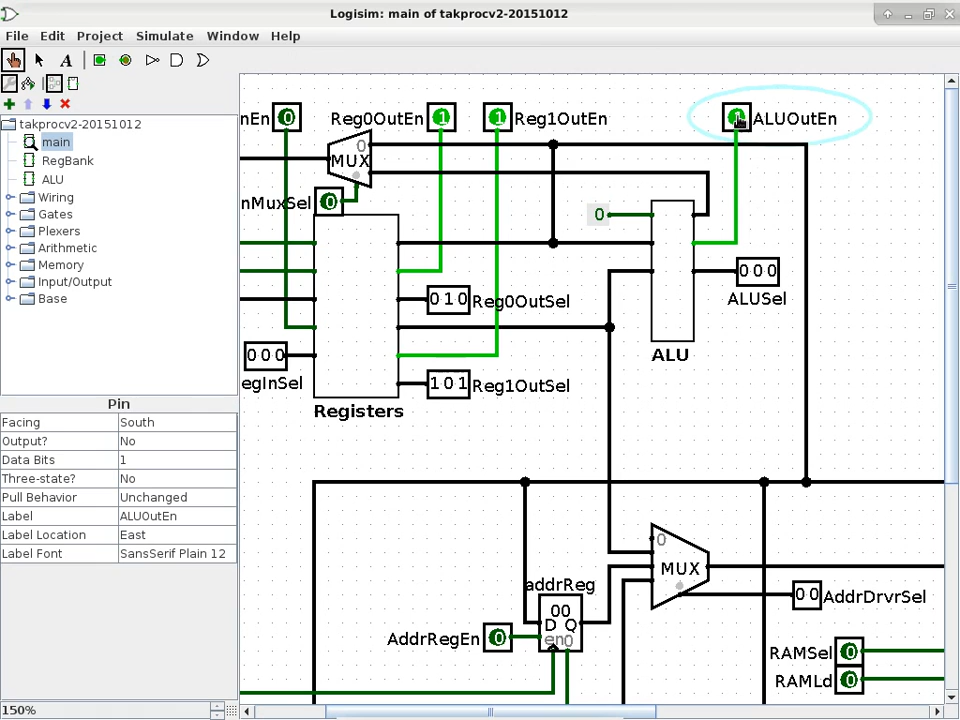 Logisim: main of takprocv2-20151012
File Edit Project Simulate Window Help
takprocv2-20151012
main
RegBank
ALU
Wiring
Gates
Plexers
Arithmetic
Memory
Input/Output
Base
Pin
Facing South
Output? No
Data Bits 1
Three-state? No
Pull Behavior Unchanged
Label ALUOutEn
Label Location East
Label Font SansSerif Plain 12
150%
nEn 0 Reg0OutEn 1 1 Reg1OutEn 1 ALUOutEn
0
MUX
nMuxSel 0
0
0 1 0 Reg0OutSel
0 0 0
ALUSel
0 0 0
egInSel
ALU
1 0 1 Reg1OutSel
Registers
0
MUX
addrReg
00
D Q
en 0
AddrRegEn 0
0 0 AddrDrvrSel
RAMSel 0
RAMLd 0